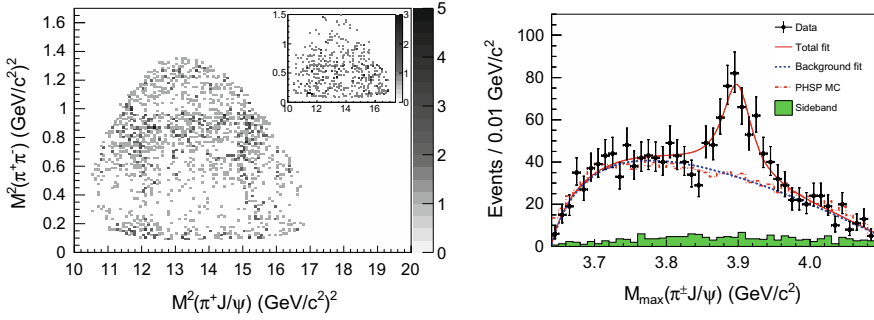 M²(π⁺π⁻) (GeV/c²)²
1.6
1.4
1.2
1
0.8
0.6
0.4
0.2
0
10 11 12 13 14 15 16 17 18 19 20
M²(π⁺J/ψ) (GeV/c²)²
1.5
1
0.5
0
10 12 14 16
3
2
1
0
5
4
3
2
1
0
Events / 0.01 GeV/c²
100
80
60
40
20
0
3.7 3.8 3.9 4.0
M_max(π±J/ψ) (GeV/c²)
Data
Total fit
Background fit
PHSP MC
Sideband